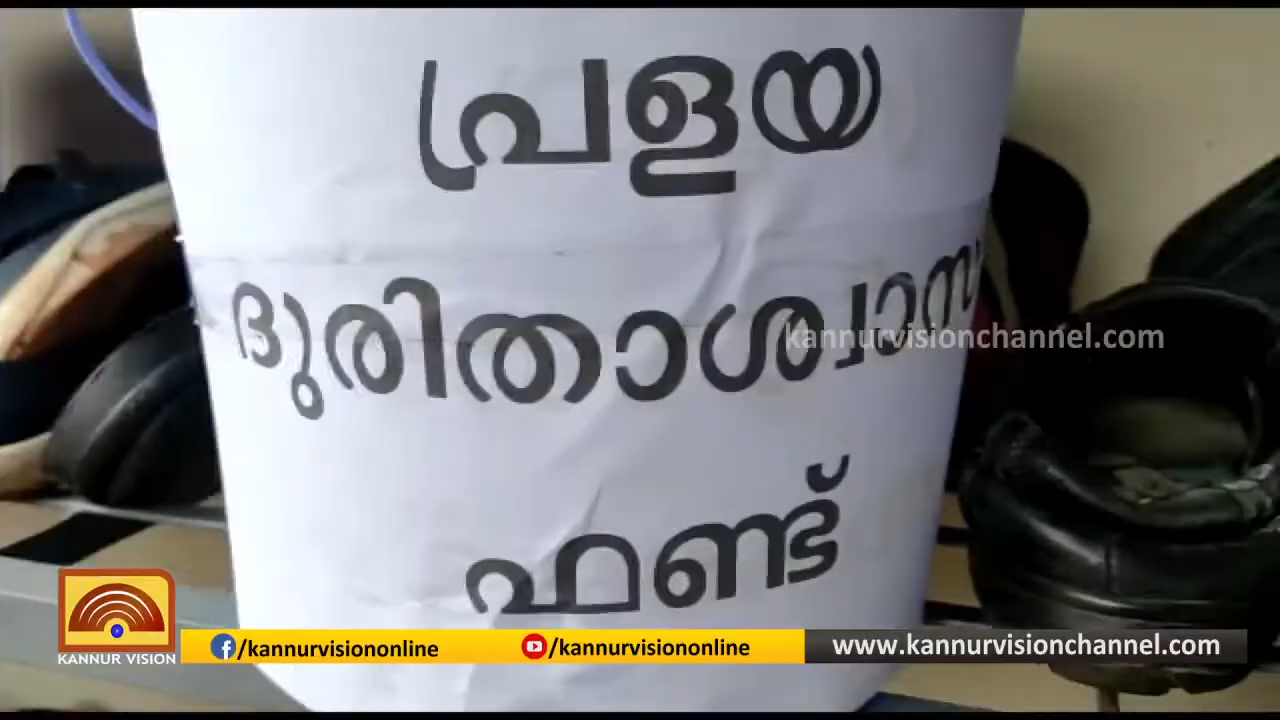 പ്രളയ
ദുരിതാശ്വാസ
kannurvisionchannel.com
ഫണ്ട്
KANNUR VISION
/kannurvisiononline
/kannurvisiononline
www.kannurvisionchannel.com